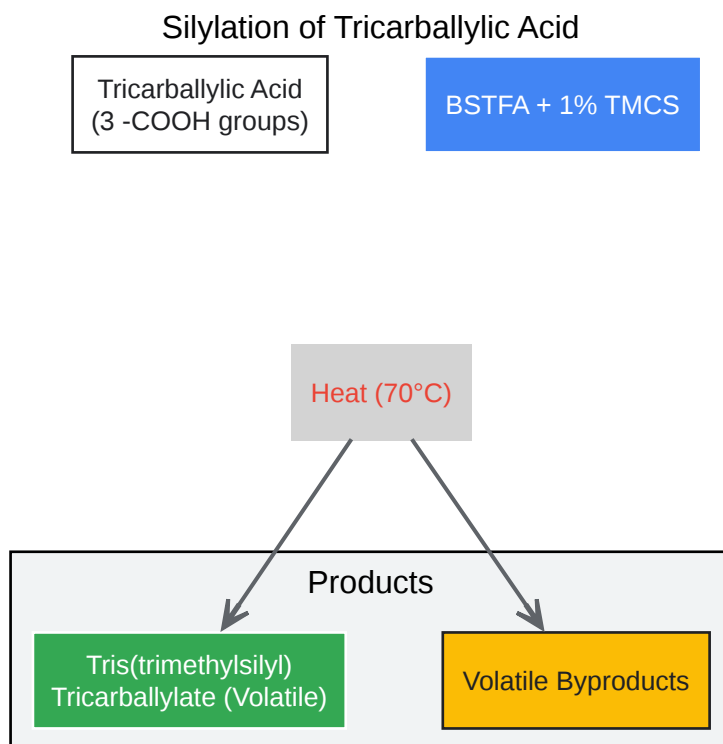 Silylation of Tricarballylic Acid
Tricarballylic Acid
(3 -COOH groups)
BSTFA + 1% TMCS
Heat (70°C)
Products
Tris(trimethylsilyl)
Tricarballylate (Volatile)
Volatile Byproducts